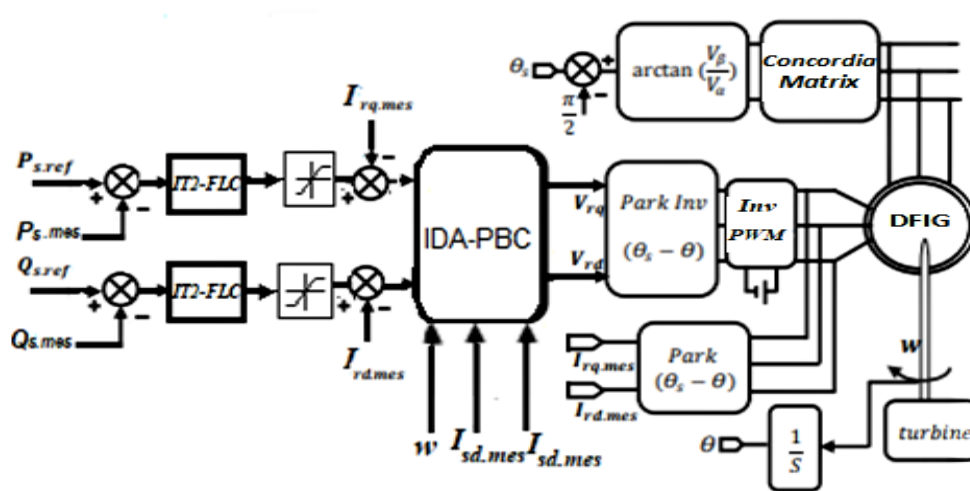 θs
+
−
π/2
arctan (Vβ/Vα)
Concordia
Matrix
Irq.mes
−
+
Ps.ref
+
−
Ps.mes
IT2-FLC
Qs.ref
+
−
Qs.mes
IT2-FLC
+
−
Ird.mes
IDA-PBC
w
Isd.mes
Isd.mes
Vrq
Vrd
Park Inv
(θs − θ)
Inv
PWM
DFIG
Irq.mes
Ird.mes
Park
(θs − θ)
w
θ
1/S
turbine